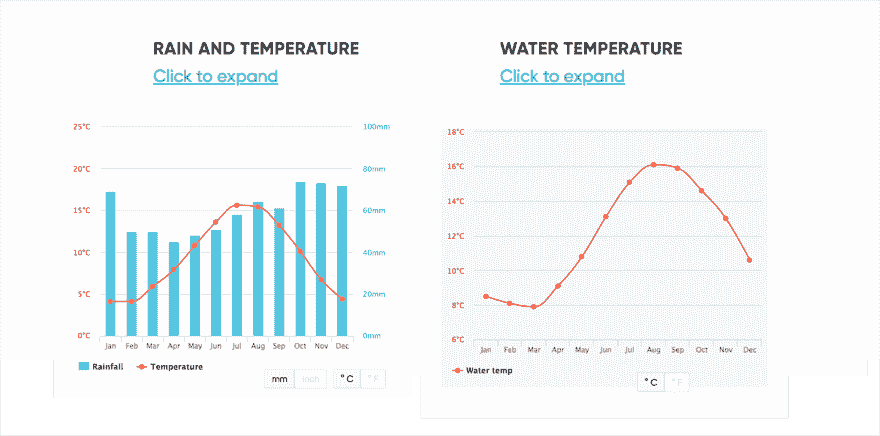 RAIN AND TEMPERATURE
Click to expand
25°C
20°C
15°C
10°C
5°C
0°C
100mm
80mm
60mm
40mm
20mm
0mm
Jan Feb Mar Apr May Jun Jul Aug Sep Oct Nov Dec
Rainfall Temperature
mm inch °C °F
WATER TEMPERATURE
Click to expand
18°C
16°C
14°C
12°C
10°C
8°C
6°C
Jan Feb Mar Apr May Jun Jul Aug Sep Oct Nov Dec
Water temp
°C °F